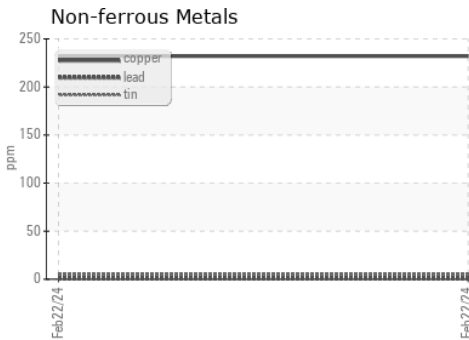 Non-ferrous Metals
250
200
150
100
50
0
ppm
copper
lead
tin
Feb22/24
Feb22/24